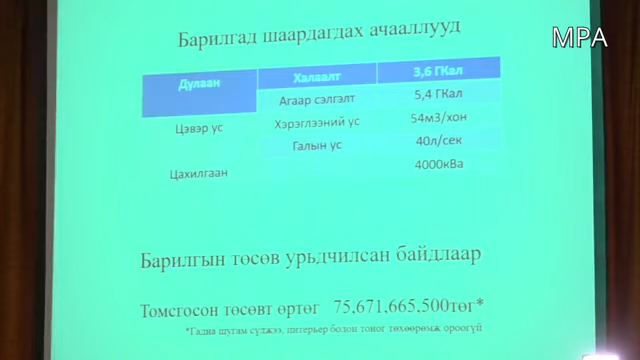 MPA
Барилгад шаардагдах ачааллууд
Дулаан Халаалт 3,6 ГКал
Агаар сэлгэлт 5,4 ГКал
Цэвэр ус Хэрэглээний ус 54м3/хон
Галын ус 40л/сек
Цахилгаан 4000кВа
Барилгын төсөв урьдчилсан байдлаар
Томсгосон төсөвт өртөг 75,671,665,500төг*
*Гадна шугам сүлжээ, интерьер болон тоног төхөөрөмж ороогүй